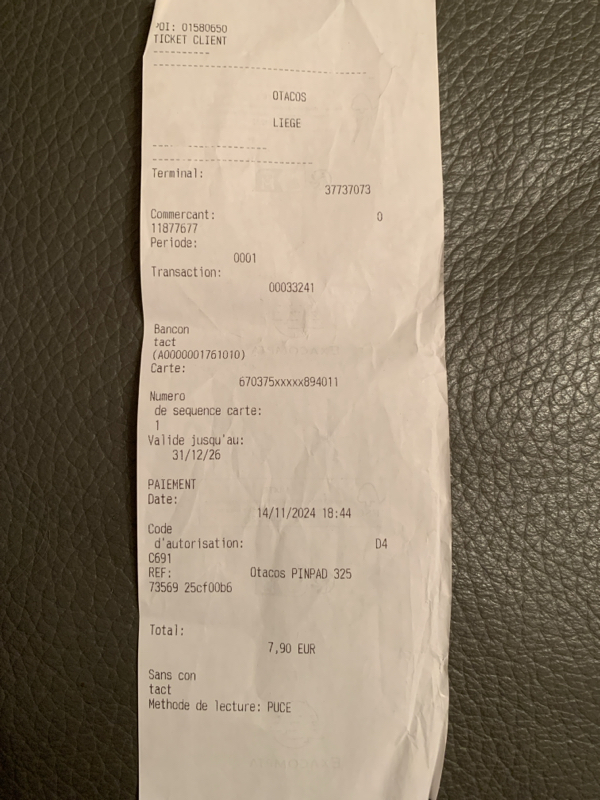 POI: 01580650
TICKET CLIENT
----------
--------------------------------
OTACOS
LIEGE
--------------------
----------------------------
Terminal:
37737073
Commercant: 0
11877677
Periode:
0001
Transaction:
00033241
Bancon
tact
(A0000001761010)
Carte:
670375xxxxx894011
Numero
de sequence carte:
1
Valide jusqu'au:
31/12/26
PAIEMENT
Date:
14/11/2024 18:44
Code
d'autorisation: D4
C691
REF: Otacos PINPAD 325
73569 25cf00b6
Total:
7,90 EUR
Sans con
tact
Methode de lecture: PUCE